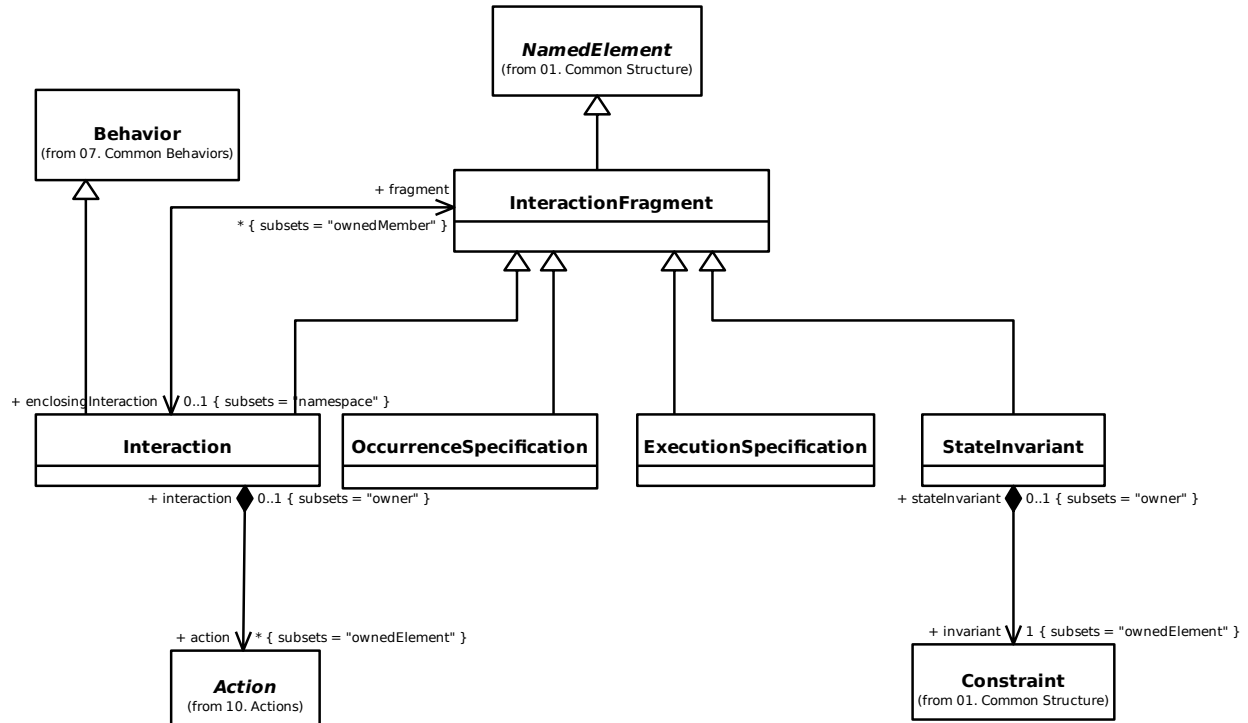 NamedElement
(from 01. Common Structure)
Behavior
(from 07. Common Behaviors)
+ fragment
InteractionFragment
* { subsets = "ownedMember" }
+ enclosingInteraction
0..1 { subsets = "namespace" }
Interaction
OccurrenceSpecification
ExecutionSpecification
StateInvariant
+ interaction
0..1 { subsets = "owner" }
+ stateInvariant
0..1 { subsets = "owner" }
+ action
* { subsets = "ownedElement" }
+ invariant
1 { subsets = "ownedElement" }
Action
(from 10. Actions)
Constraint
(from 01. Common Structure)